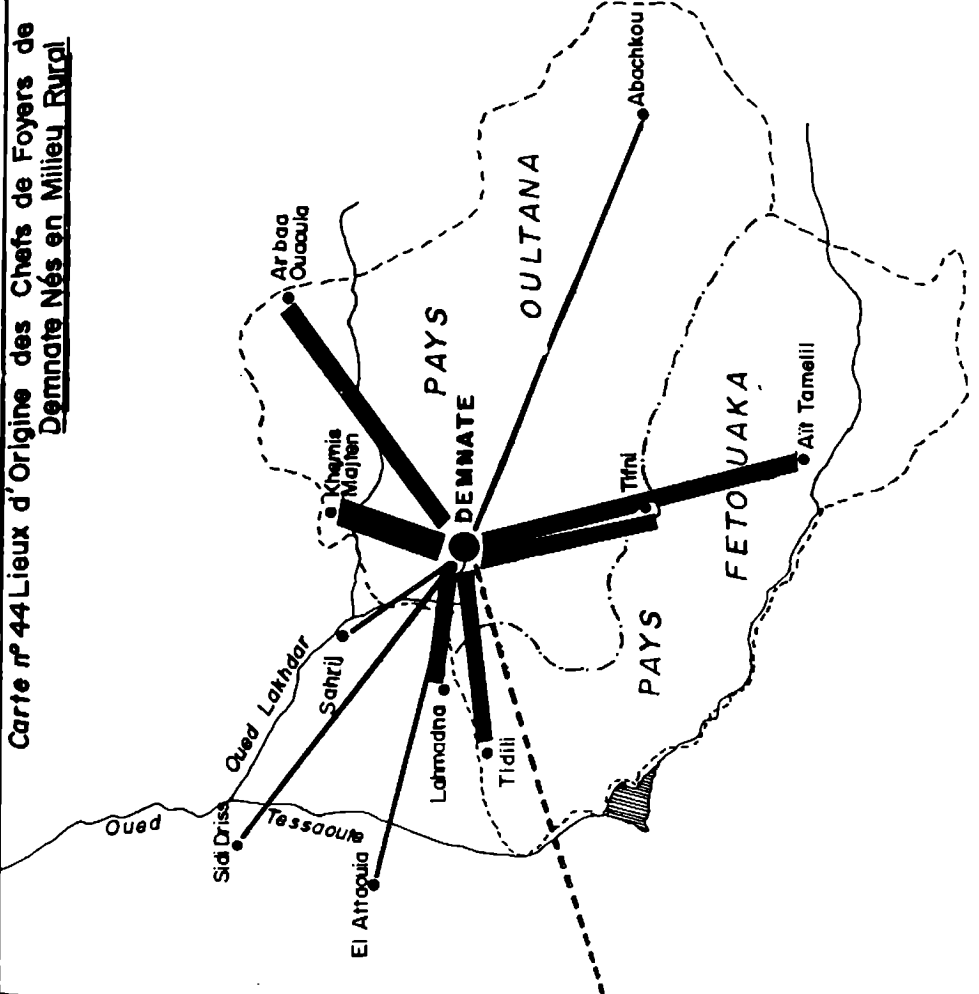 Carte n° 44 Lieux d'Origine des Chefs de Foyers de
Demnate Nés en Milieu Rural
Abachkou
Arbaa
Ouaoula
OULTANA
PAYS
Khemis
Majten
DEMNATE
Tifni
Aït Tamelil
FETOUAKA
PAYS
Oued Lakhdar
Sahrij
Lahmadna
Tidili
Oued
Tessaoute
Sidi Driss
El Attaouia